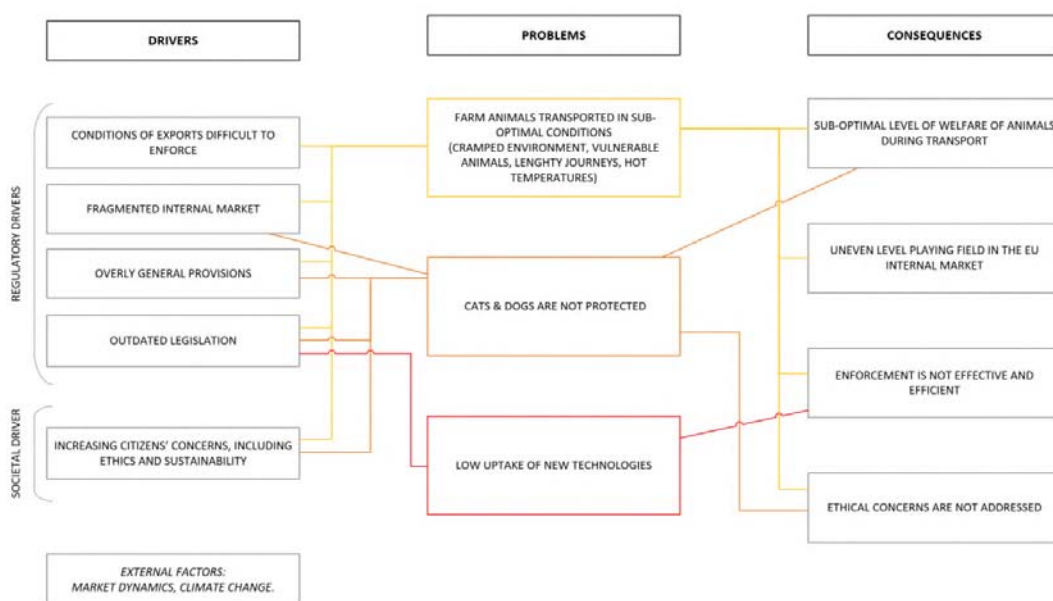 DRIVERS
PROBLEMS
CONSEQUENCES
REGULATORY DRIVERS
CONDITIONS OF EXPORTS DIFFICULT TO
ENFORCE
FRAGMENTED INTERNAL MARKET
OVERLY GENERAL PROVISIONS
OUTDATED LEGISLATION
SOCIETAL DRIVER
INCREASING CITIZENS' CONCERNS, INCLUDING
ETHICS AND SUSTAINABILITY
EXTERNAL FACTORS:
MARKET DYNAMICS, CLIMATE CHANGE.
FARM ANIMALS TRANSPORTED IN SUB-
OPTIMAL CONDITIONS
(CRAMPED ENVIRONMENT, VULNERABLE
ANIMALS, LENGHTY JOURNEYS, HOT
TEMPERATURES)
CATS & DOGS ARE NOT PROTECTED
LOW UPTAKE OF NEW TECHNOLOGIES
SUB-OPTIMAL LEVEL OF WELFARE OF ANIMALS
DURING TRANSPORT
UNEVEN LEVEL PLAYING FIELD IN THE EU
INTERNAL MARKET
ENFORCEMENT IS NOT EFFECTIVE AND
EFFICIENT
ETHICAL CONCERNS ARE NOT ADDRESSED